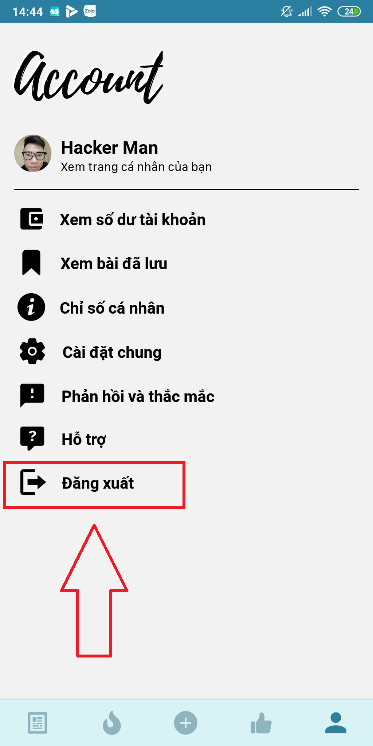 14:44
Zalo
24
Account
Hacker Man
Xem trang cá nhân của bạn
Xem số dư tài khoản
Xem bài đã lưu
Chỉ số cá nhân
Cài đặt chung
Phản hồi và thắc mắc
Hỗ trợ
Đăng xuất